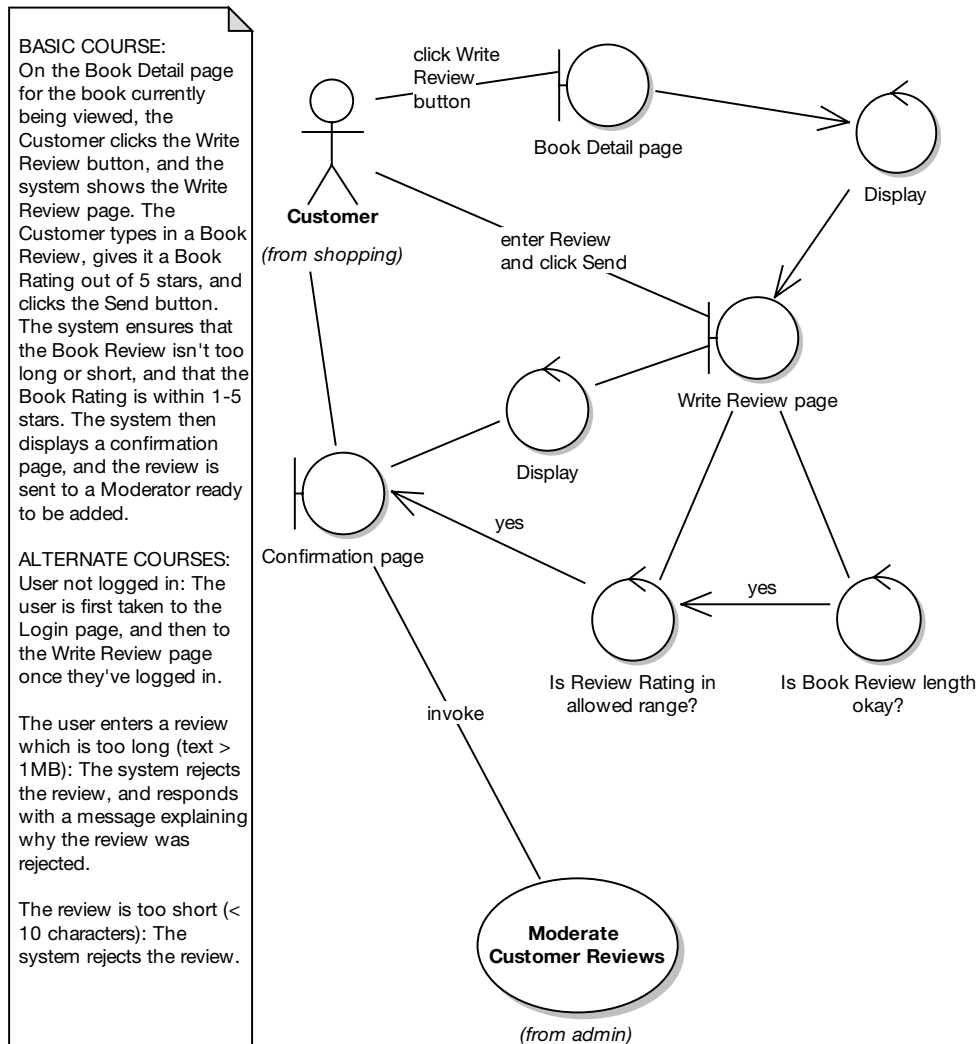 BASIC COURSE:
On the Book Detail page
for the book currently
being viewed, the
Customer clicks the Write
Review button, and the
system shows the Write
Review page. The
Customer types in a Book
Review, gives it a Book
Rating out of 5 stars, and
clicks the Send button.
The system ensures that
the Book Review isn't too
long or short, and that the
Book Rating is within 1-5
stars. The system then
displays a confirmation
page, and the review is
sent to a Moderator ready
to be added.
ALTERNATE COURSES:
User not logged in: The
user is first taken to the
Login page, and then to
the Write Review page
once they've logged in.
The user enters a review
which is too long (text >
1MB): The system rejects
the review, and responds
with a message explaining
why the review was
rejected.
The review is too short (<
10 characters): The
system rejects the review.
click Write
Review
button
Book Detail page
Display
Customer
(from shopping)
enter Review
and click Send
Write Review page
Display
Confirmation page
yes
yes
Is Review Rating in
allowed range?
Is Book Review length
okay?
invoke
Moderate
Customer Reviews
(from admin)